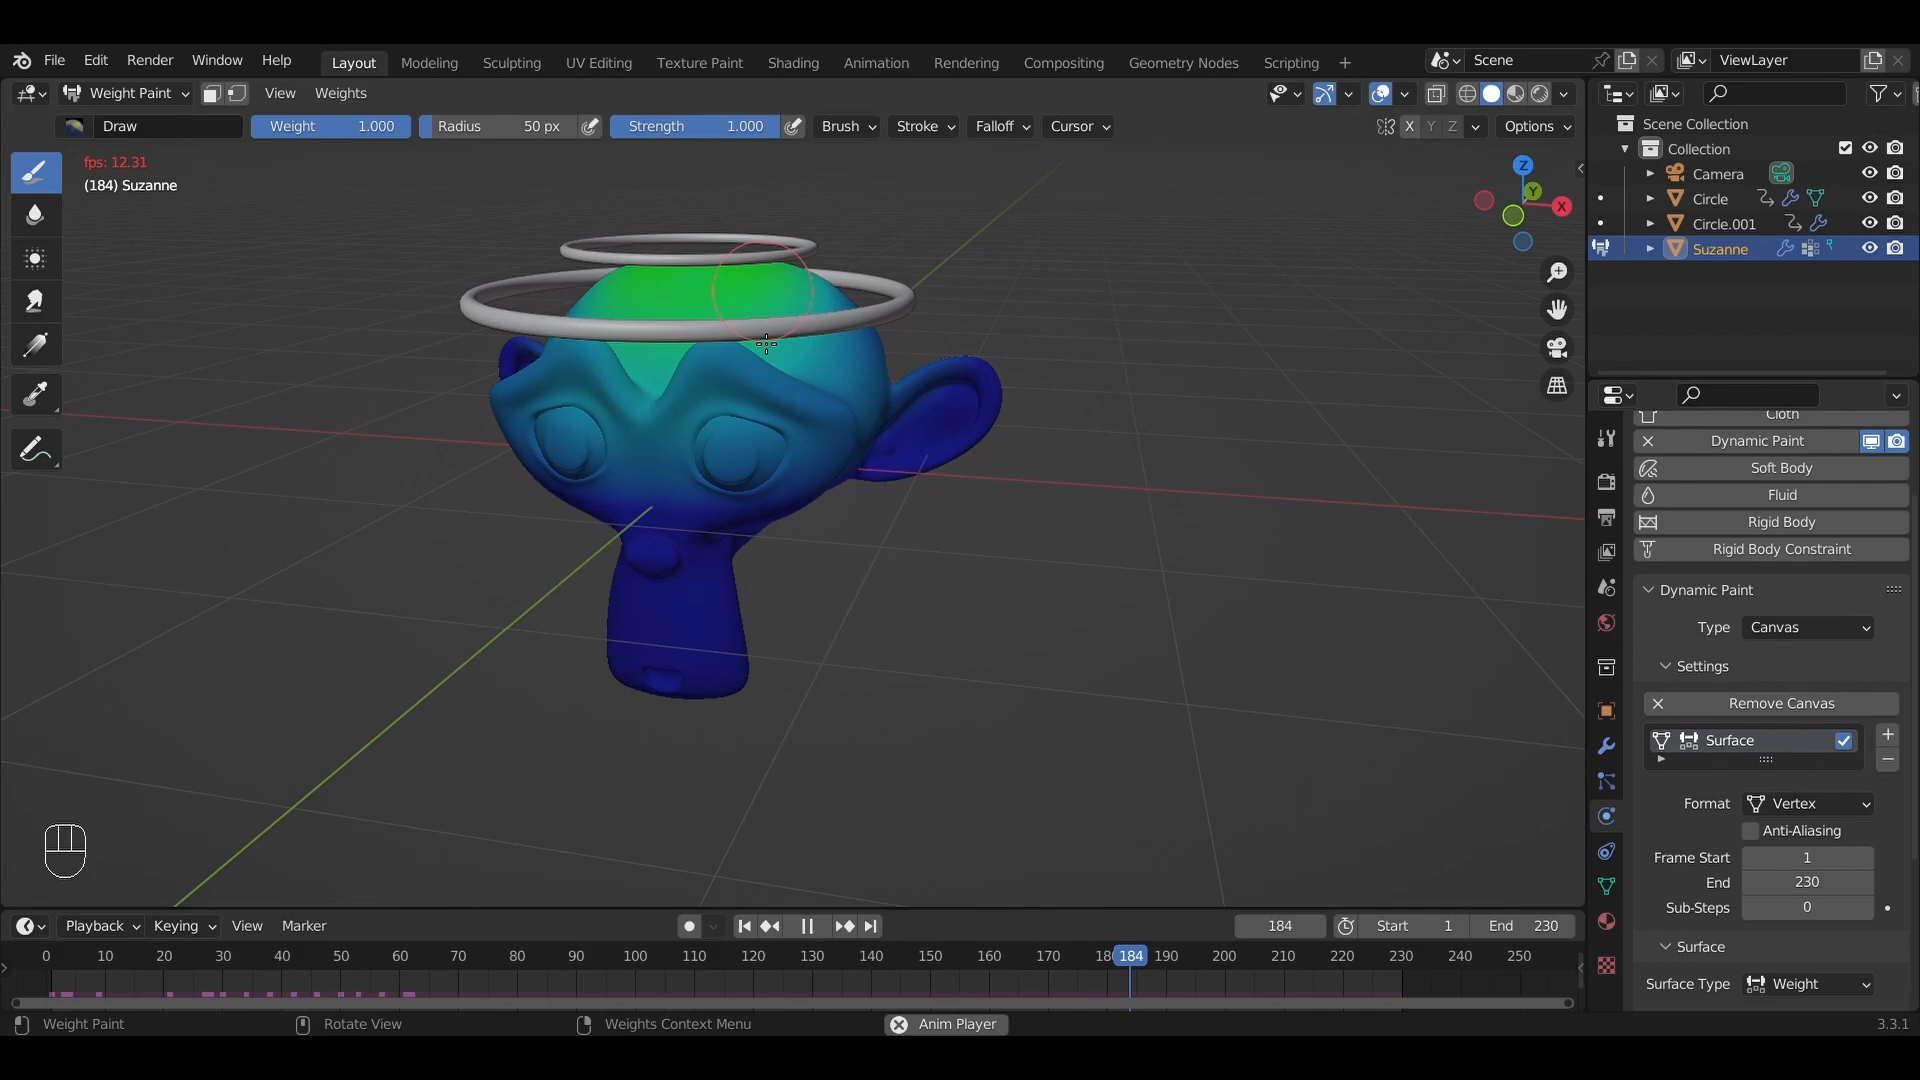 File Edit Render Window Help Layout Modeling Sculpting UV Editing Texture Paint Shading Animation Rendering Compositing Geometry Nodes Scripting + Scene ViewLayer
Weight Paint View Weights
Draw Weight 1.000 Radius 50 px Strength 1.000 Brush Stroke Falloff Cursor X Y Z Options
fps: 12.31
(184) Suzanne
Z
Y
X
Scene Collection
Collection
Camera
Circle
Circle.001
Suzanne
Cloth
Dynamic Paint
Soft Body
Fluid
Rigid Body
Rigid Body Constraint
Dynamic Paint
Type Canvas
Settings
Remove Canvas
Surface
Format Vertex
Anti-Aliasing
Frame Start 1
End 230
Sub-Steps 0
Surface
Surface Type Weight
Playback Keying View Marker 184 Start 1 End 230
0 10 20 30 40 50 60 70 80 90 100 110 120 130 140 150 160 170 18 184 190 200 210 220 230 240 250
Weight Paint Rotate View Weights Context Menu Anim Player 3.3.1